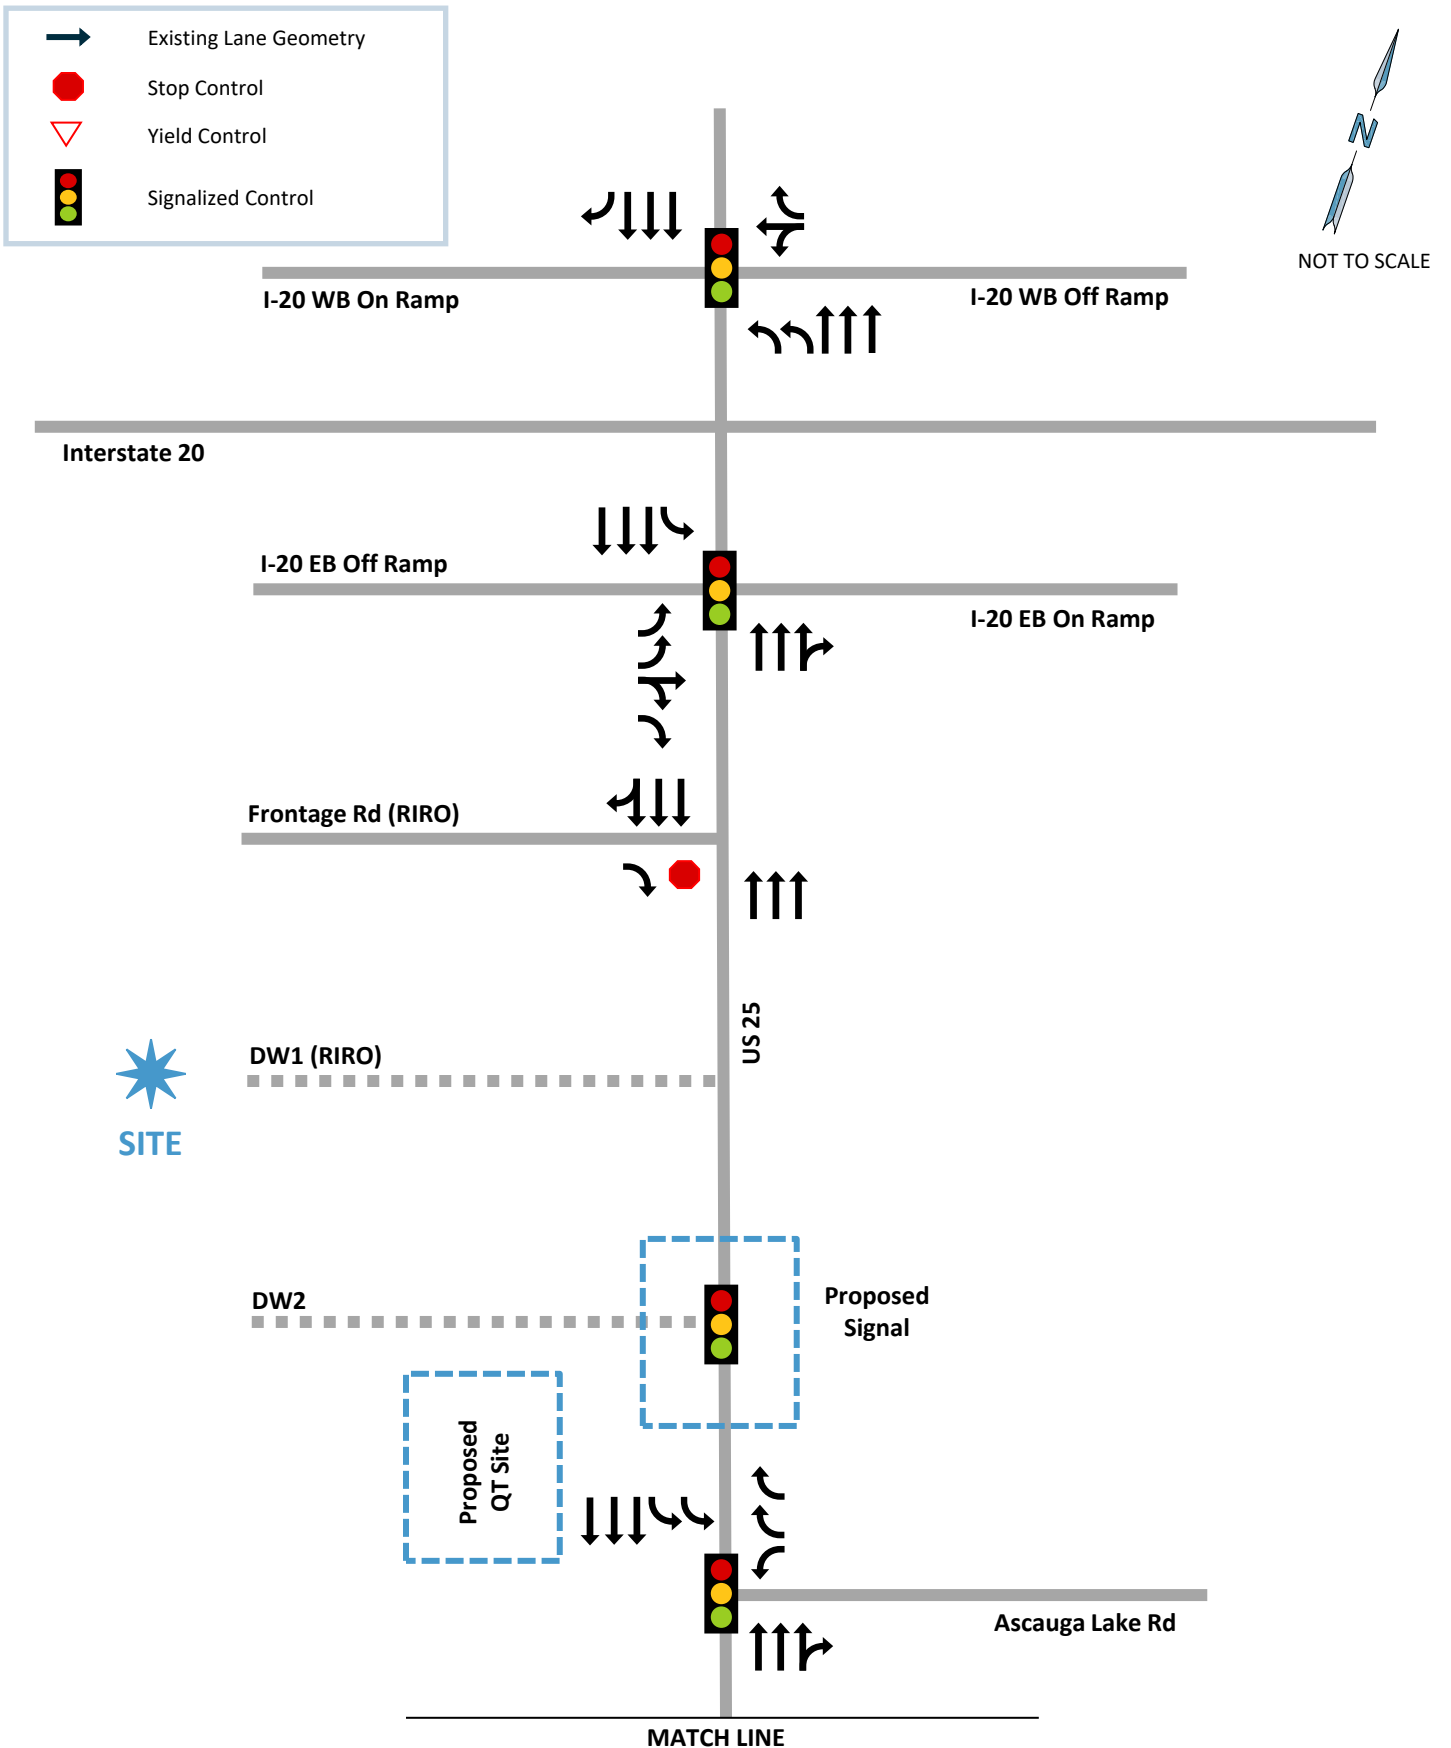 Existing Lane Geometry
Stop Control
Yield Control
Signalized Control
N
NOT TO SCALE
I-20 WB On Ramp
I-20 WB Off Ramp
Interstate 20
I-20 EB Off Ramp
I-20 EB On Ramp
Frontage Rd (RIRO)
US 25
DW1 (RIRO)
SITE
DW2
Proposed
Signal
Proposed
QT Site
Ascauga Lake Rd
MATCH LINE